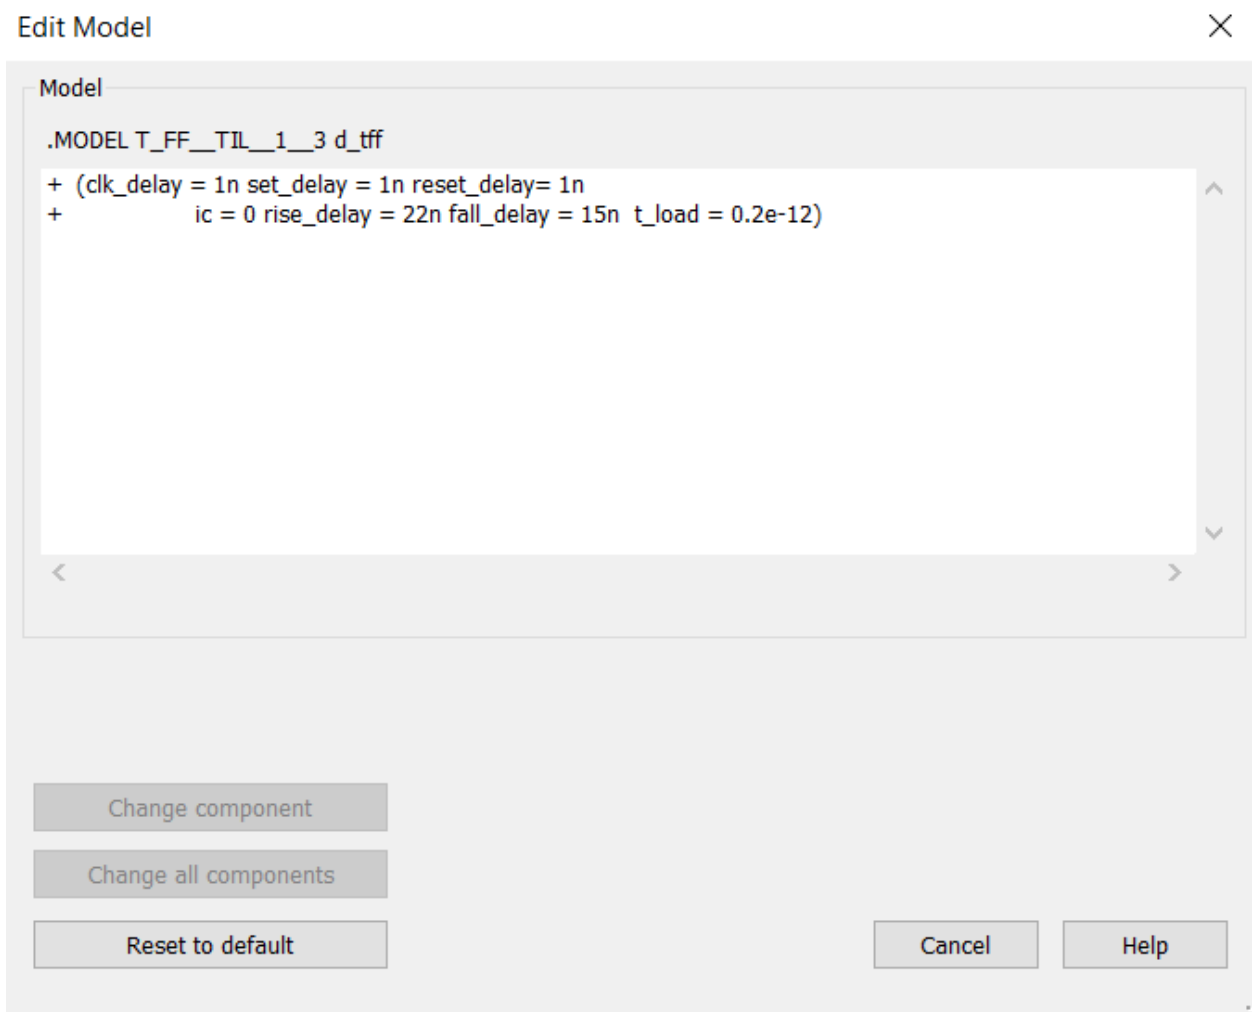 Edit Model
Model
.MODEL T_FF__TIL__1__3 d_tff
+ (clk_delay = 1n set_delay = 1n reset_delay= 1n
+ ic = 0 rise_delay = 22n fall_delay = 15n t_load = 0.2e-12)
Change component
Change all components
Reset to default
Cancel
Help